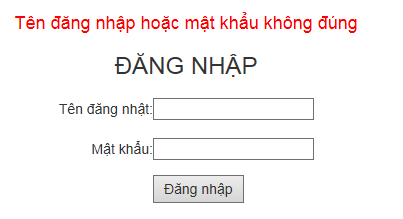 Tên đăng nhập hoặc mật khẩu không đúng
ĐĂNG NHẬP
Tên đăng nhật:
Mật khẩu:
Đăng nhập